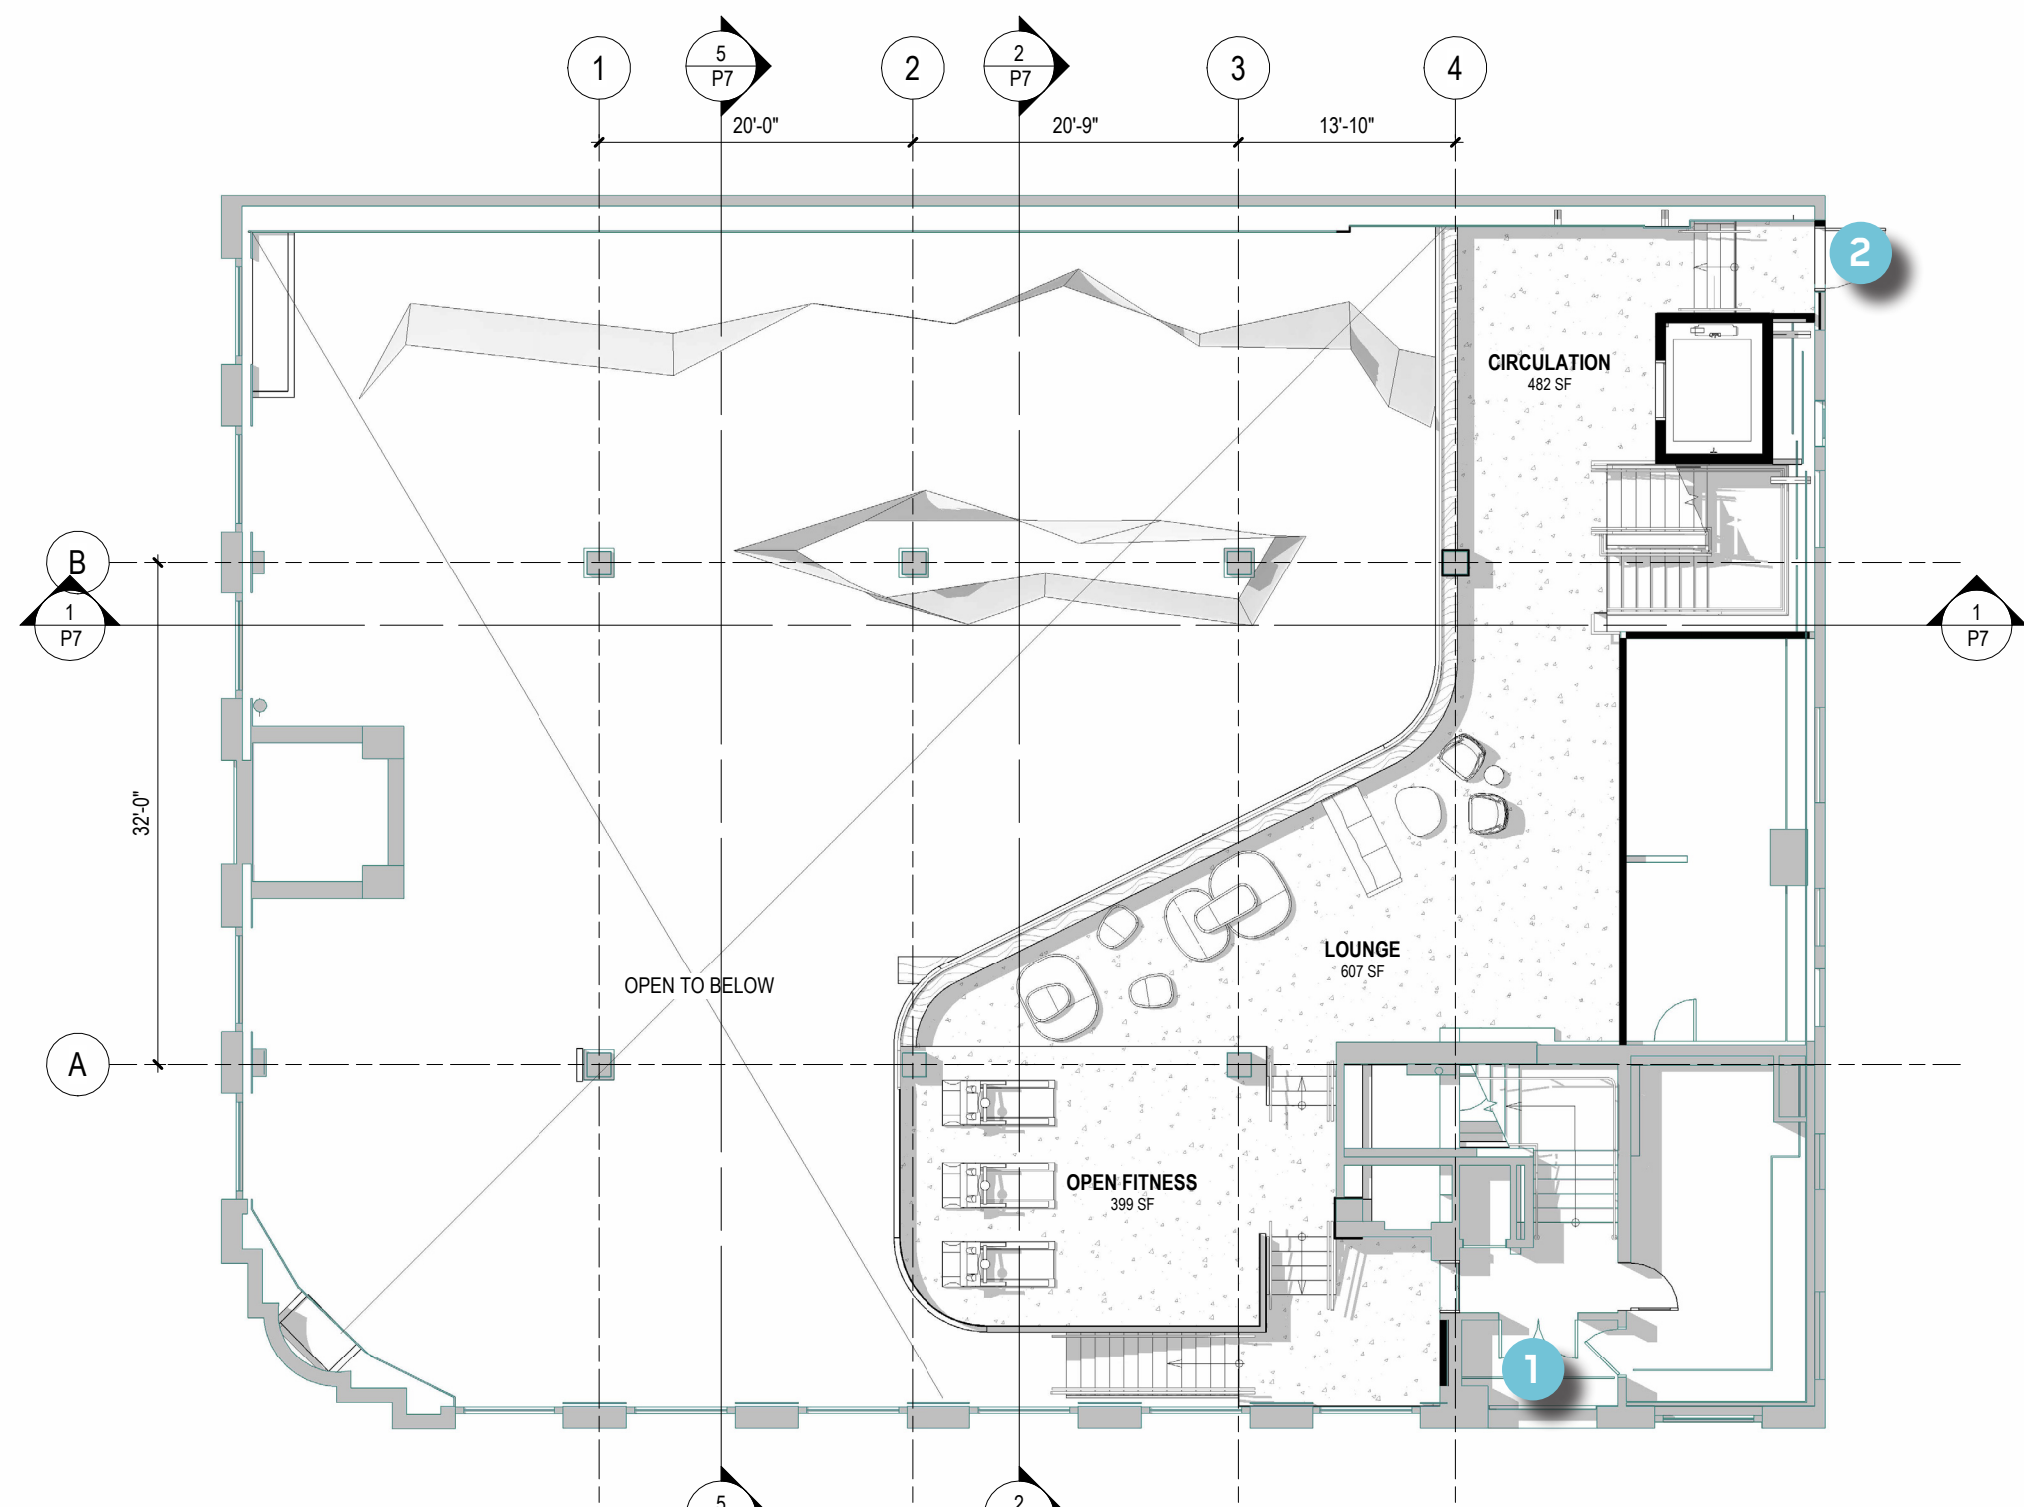 1
5
P7
2
2
P7
3
4
20'-0"
20'-9"
13'-10"
2
CIRCULATION
482 SF
B
1
P7
1
P7
32'-0"
LOUNGE
607 SF
OPEN TO BELOW
A
OPEN FITNESS
399 SF
1
5
2